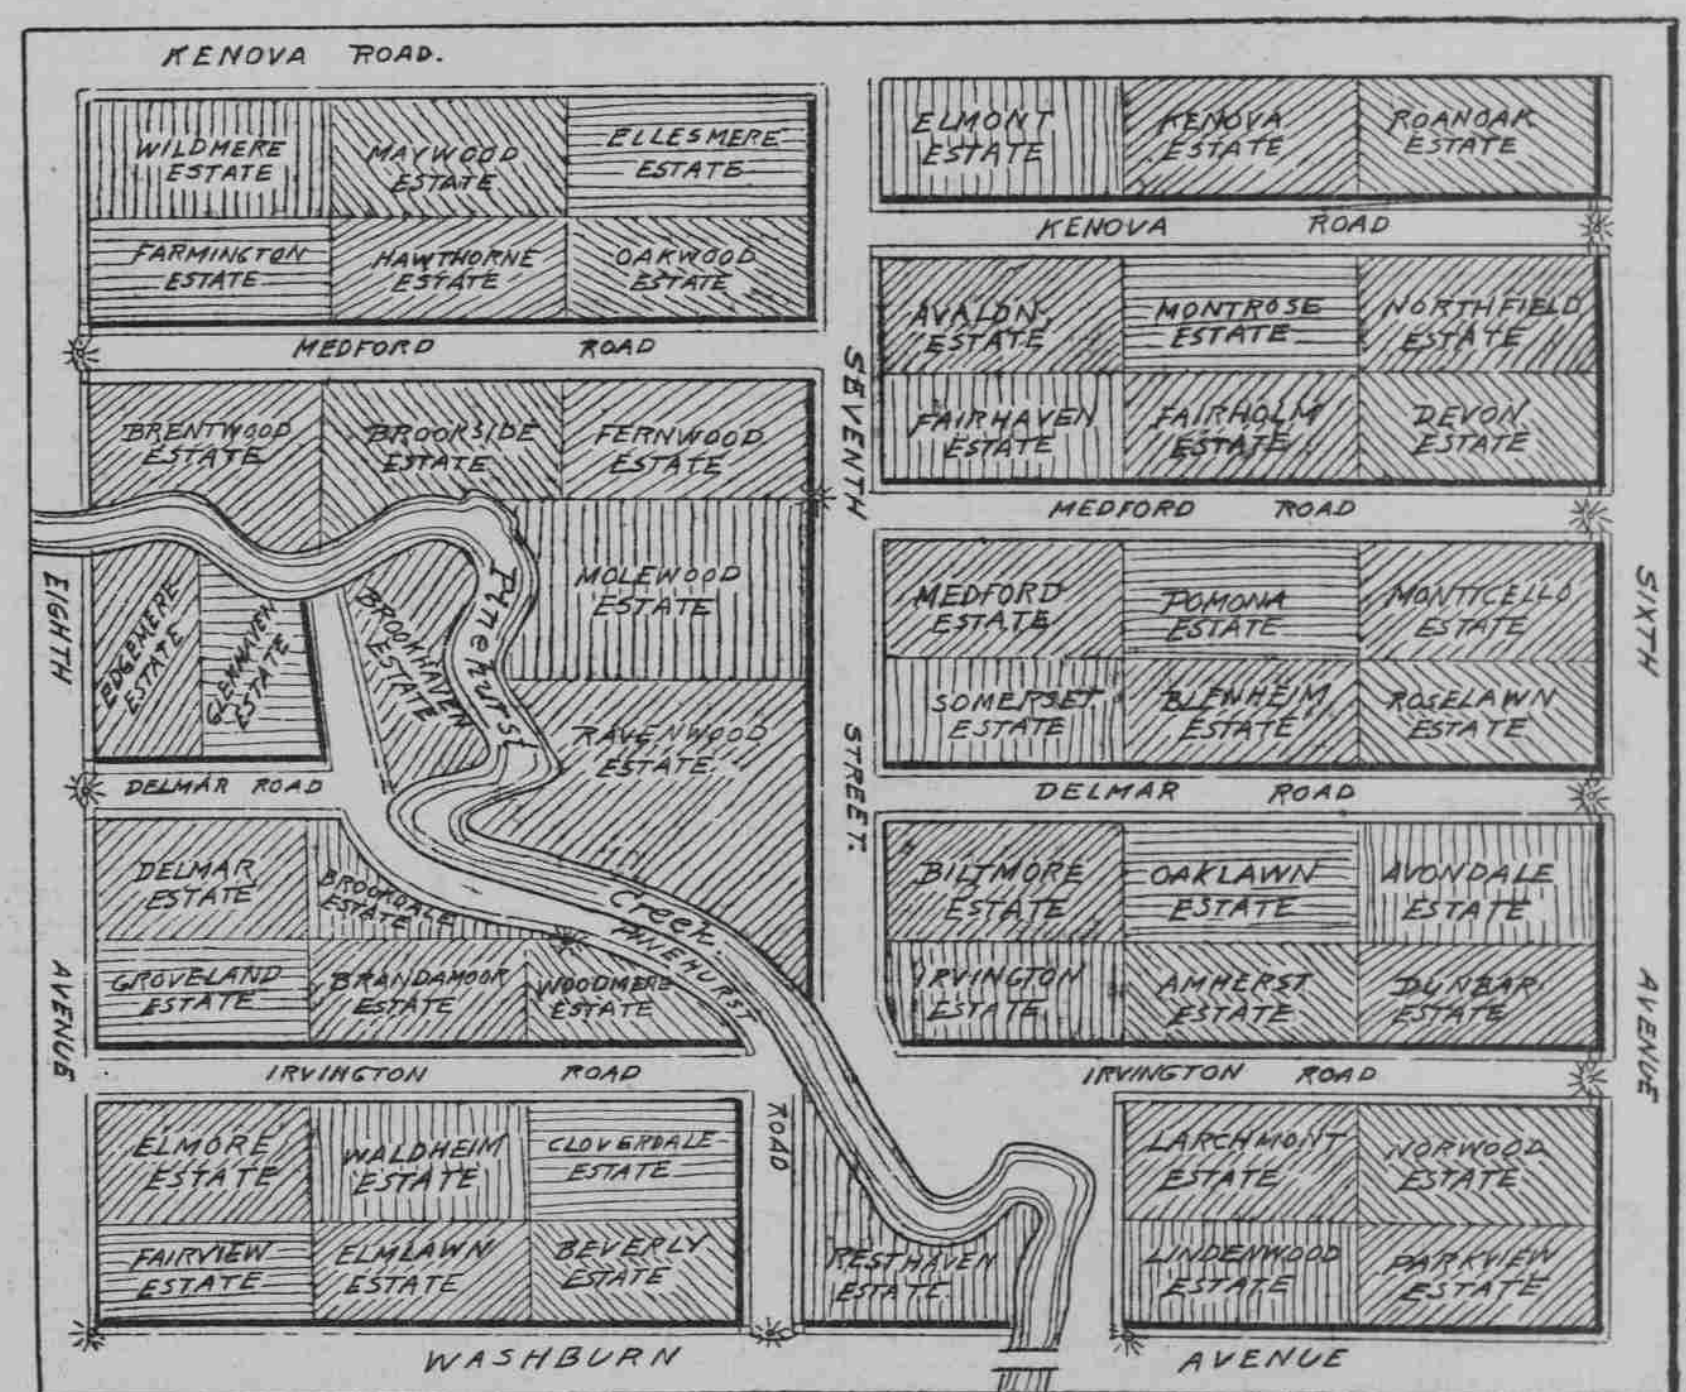 KENOVA ROAD.
WILDMERE
ESTATE
MAYWOOD
ESTATE
ELLESMERE
ESTATE
FARMINGTON
ESTATE
HAWTHORNE
ESTATE
OAKWOOD
ESTATE
MEDFORD ROAD
BRENTWOOD
ESTATE
BROOKSIDE
ESTATE
FERNWOOD
ESTATE
MOLEWOOD
ESTATE
EDGEMERE
ESTATE
GLENHAVEN
ESTATE
BROOKHAVEN
ESTATE
Pinehurst
Creek.
RAVENWOOD
ESTATE
DELMAR ROAD
DELMAR
ESTATE
BROOKDALE
ESTATE
GROVELAND
ESTATE
BRANDAMOOR
ESTATE
WOODMERE
ESTATE
PINEHURST
ROAD
IRVINGTON ROAD
ELMORE
ESTATE
WALDHEIM
ESTATE
CLOVERDALE
ESTATE
FAIRVIEW
ESTATE
ELMLAWN
ESTATE
BEVERLY
ESTATE
RESTHAVEN
ESTATE
EIGHTH
AVENUE
SEVENTH
STREET.
ELMONT
ESTATE
KENOVA
ESTATE
ROANOAK
ESTATE
KENOVA ROAD
AVALON
ESTATE
MONTROSE
ESTATE
NORTHFIELD
ESTATE
FAIRHAVEN
ESTATE
FAIRHOLM
ESTATE
DEVON
ESTATE
MEDFORD ROAD
MEDFORD
ESTATE
POMONA
ESTATE
MONTICELLO
ESTATE
SOMERSET
ESTATE
BLENHEIM
ESTATE
ROSELAWN
ESTATE
DELMAR ROAD
BILTMORE
ESTATE
OAKLAWN
ESTATE
AVONDALE
ESTATE
IRVINGTON
ESTATE
AMHERST
ESTATE
DUNBAR
ESTATE
IRVINGTON ROAD
LARCHMONT
ESTATE
NORWOOD
ESTATE
LINDENWOOD
ESTATE
PARKVIEW
ESTATE
SIXTH
AVENUE
WASHBURN AVENUE